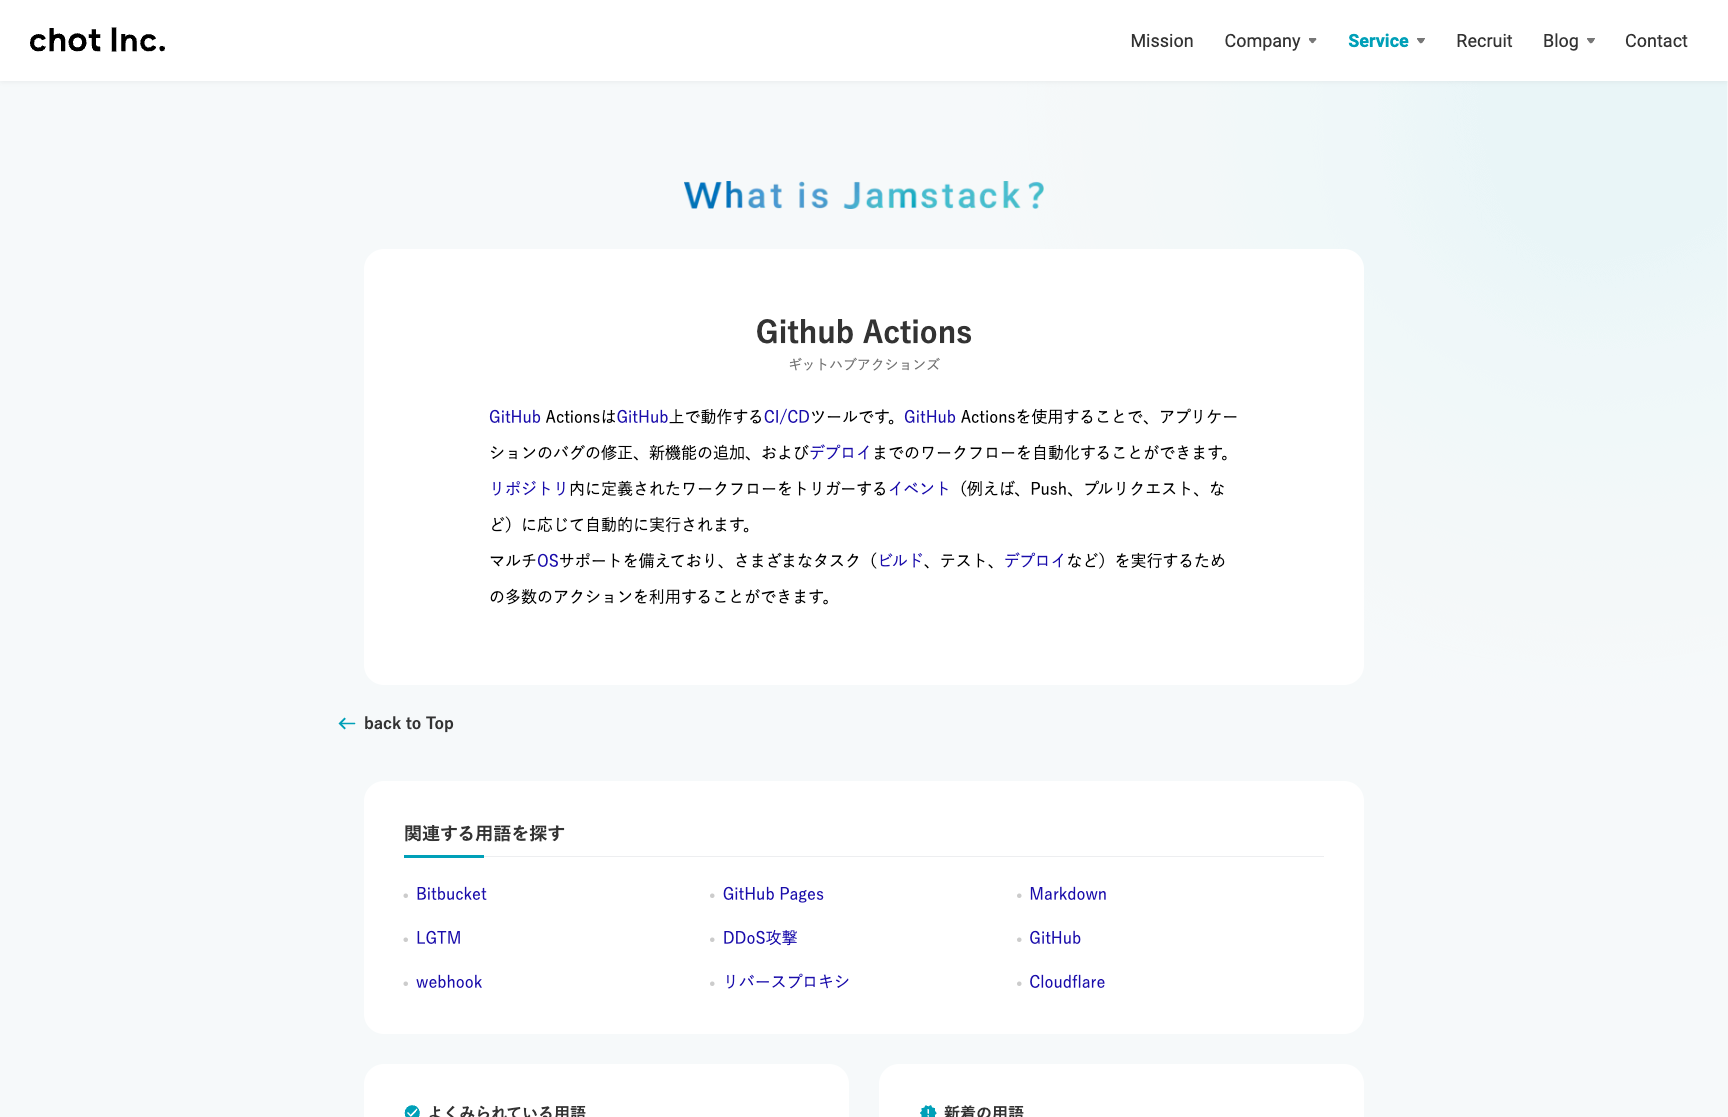 chot Inc.
Mission Company Service Recruit Blog Contact
What is Jamstack?
Github Actions
ギットハブアクションズ
GitHub ActionsはGitHub上で動作するCI/CDツールです。GitHub Actionsを使用することで、アプリケー
ションのバグの修正、新機能の追加、およびデプロイまでのワークフローを自動化することができます。
リポジトリ内に定義されたワークフローをトリガーするイベント（例えば、Push、プルリクエスト、な
ど）に応じて自動的に実行されます。
マルチOSサポートを備えており、さまざまなタスク（ビルド、テスト、デプロイなど）を実行するため
の多数のアクションを利用することができます。
back to Top
関連する用語を探す
Bitbucket GitHub Pages Markdown
LGTM DDoS攻撃 GitHub
webhook リバースプロキシ Cloudflare
よくみられている用語 新着の用語